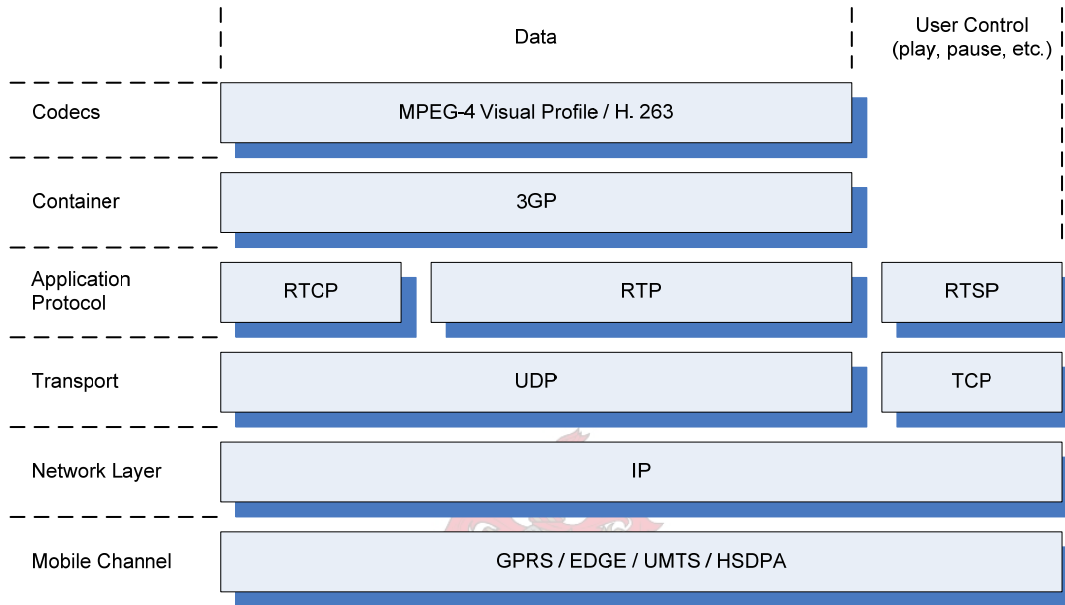 Data
User Control
(play, pause, etc.)
Codecs
MPEG-4 Visual Profile / H. 263
Container
3GP
Application
Protocol
RTCP
RTP
RTSP
Transport
UDP
TCP
Network Layer
IP
Mobile Channel
GPRS / EDGE / UMTS / HSDPA